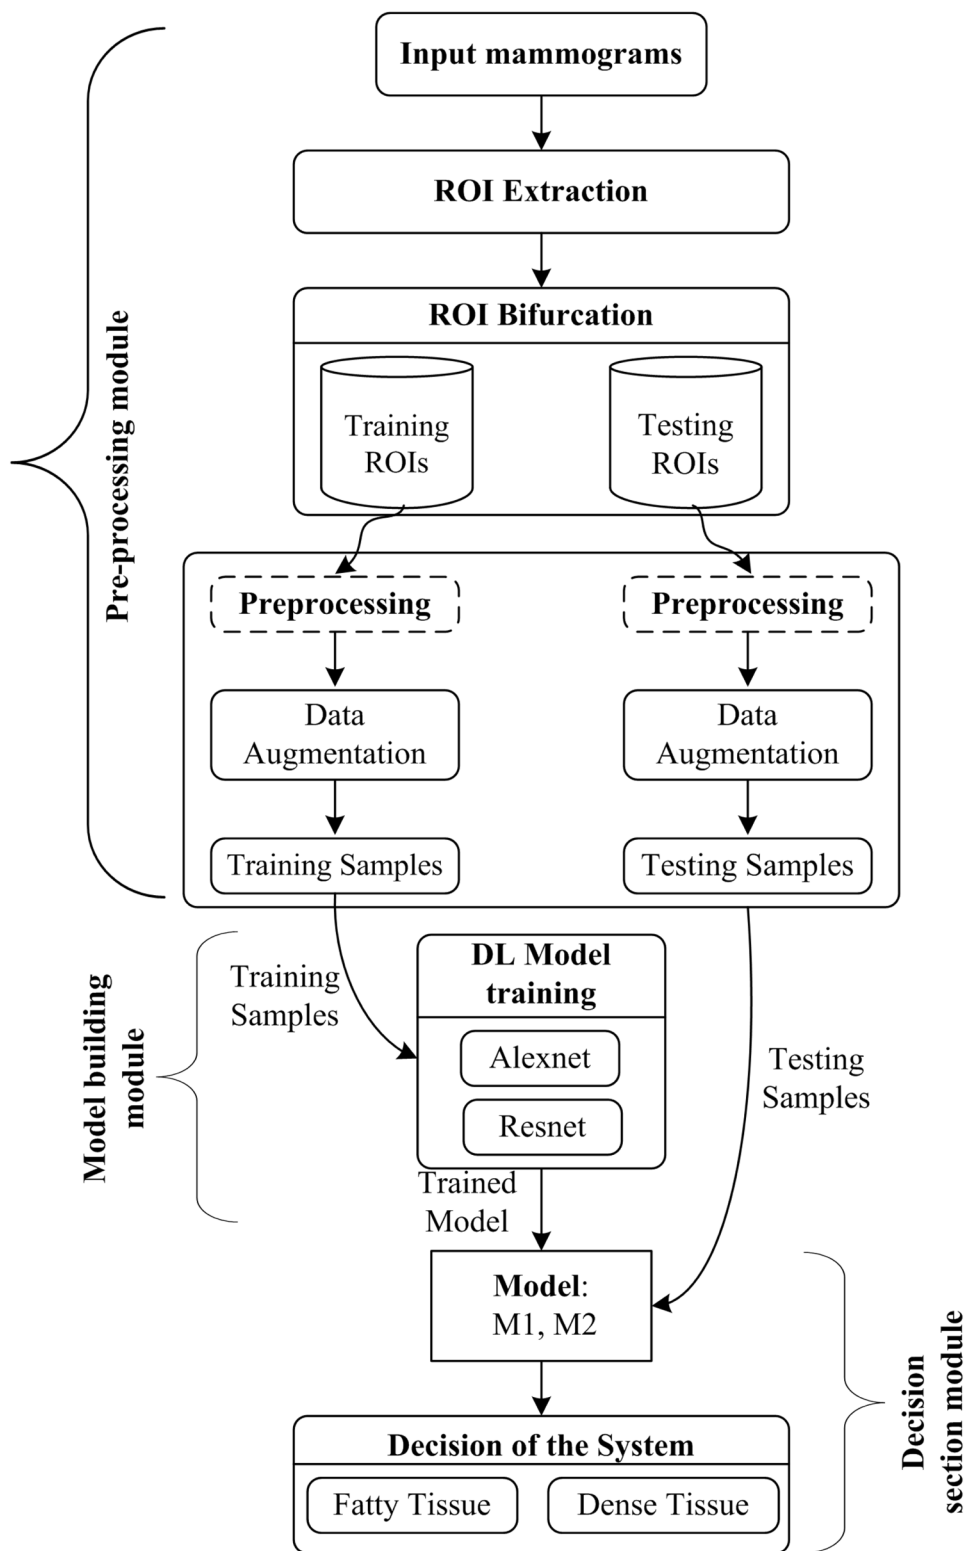 Input mammograms
ROI Extraction
ROI Bifurcation
Training
ROIs
Testing
ROIs
Pre-processing module
Preprocessing
Preprocessing
Data
Augmentation
Data
Augmentation
Training Samples
Testing Samples
Model building
module
Training
Samples
DL Model
training
Alexnet
Resnet
Testing
Samples
Trained
Model
Model:
M1, M2
Decision
section module
Decision of the System
Fatty Tissue
Dense Tissue